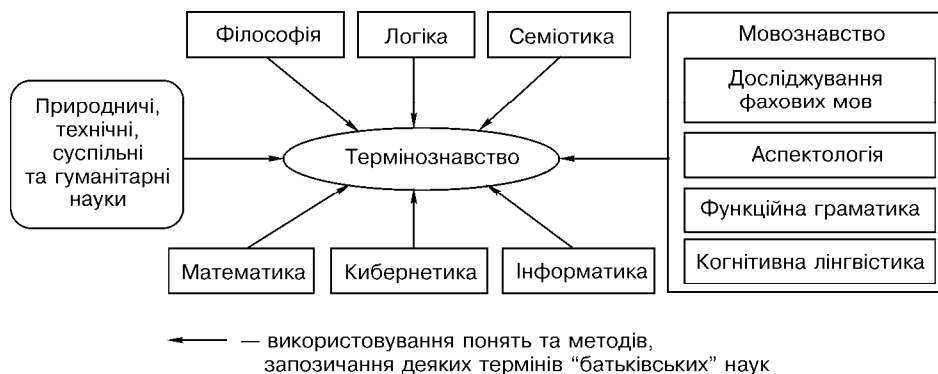 Філософія
Логіка
Семіотика
Мовознавство
Досліджування
фахових мов
Аспектологія
Функційна граматика
Когнітивна лінгвістика
Природничі,
технічні,
суспільні
та гуманітарні
науки
Термінознавство
Математика
Кибернетика
Інформатика
— використовування понять та методів,
запозичання деяких термінів “батьківських” наук